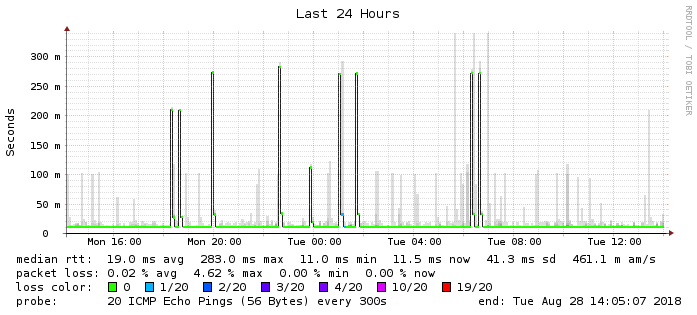 Last 24 Hours
RRDTOOL / TOBI OETIKER
Seconds
300 m
250 m
200 m
150 m
100 m
50 m
0
Mon 16:00 Mon 20:00 Tue 00:00 Tue 04:00 Tue 08:00 Tue 12:00
median rtt: 19.0 ms avg 283.0 ms max 11.0 ms min 11.5 ms now 41.3 ms sd 461.1 m am/s
packet loss: 0.02 % avg 4.62 % max 0.00 % min 0.00 % now
loss color: 0 1/20 2/20 3/20 4/20 10/20 19/20
probe: 20 ICMP Echo Pings (56 Bytes) every 300s end: Tue Aug 28 14:05:07 2018